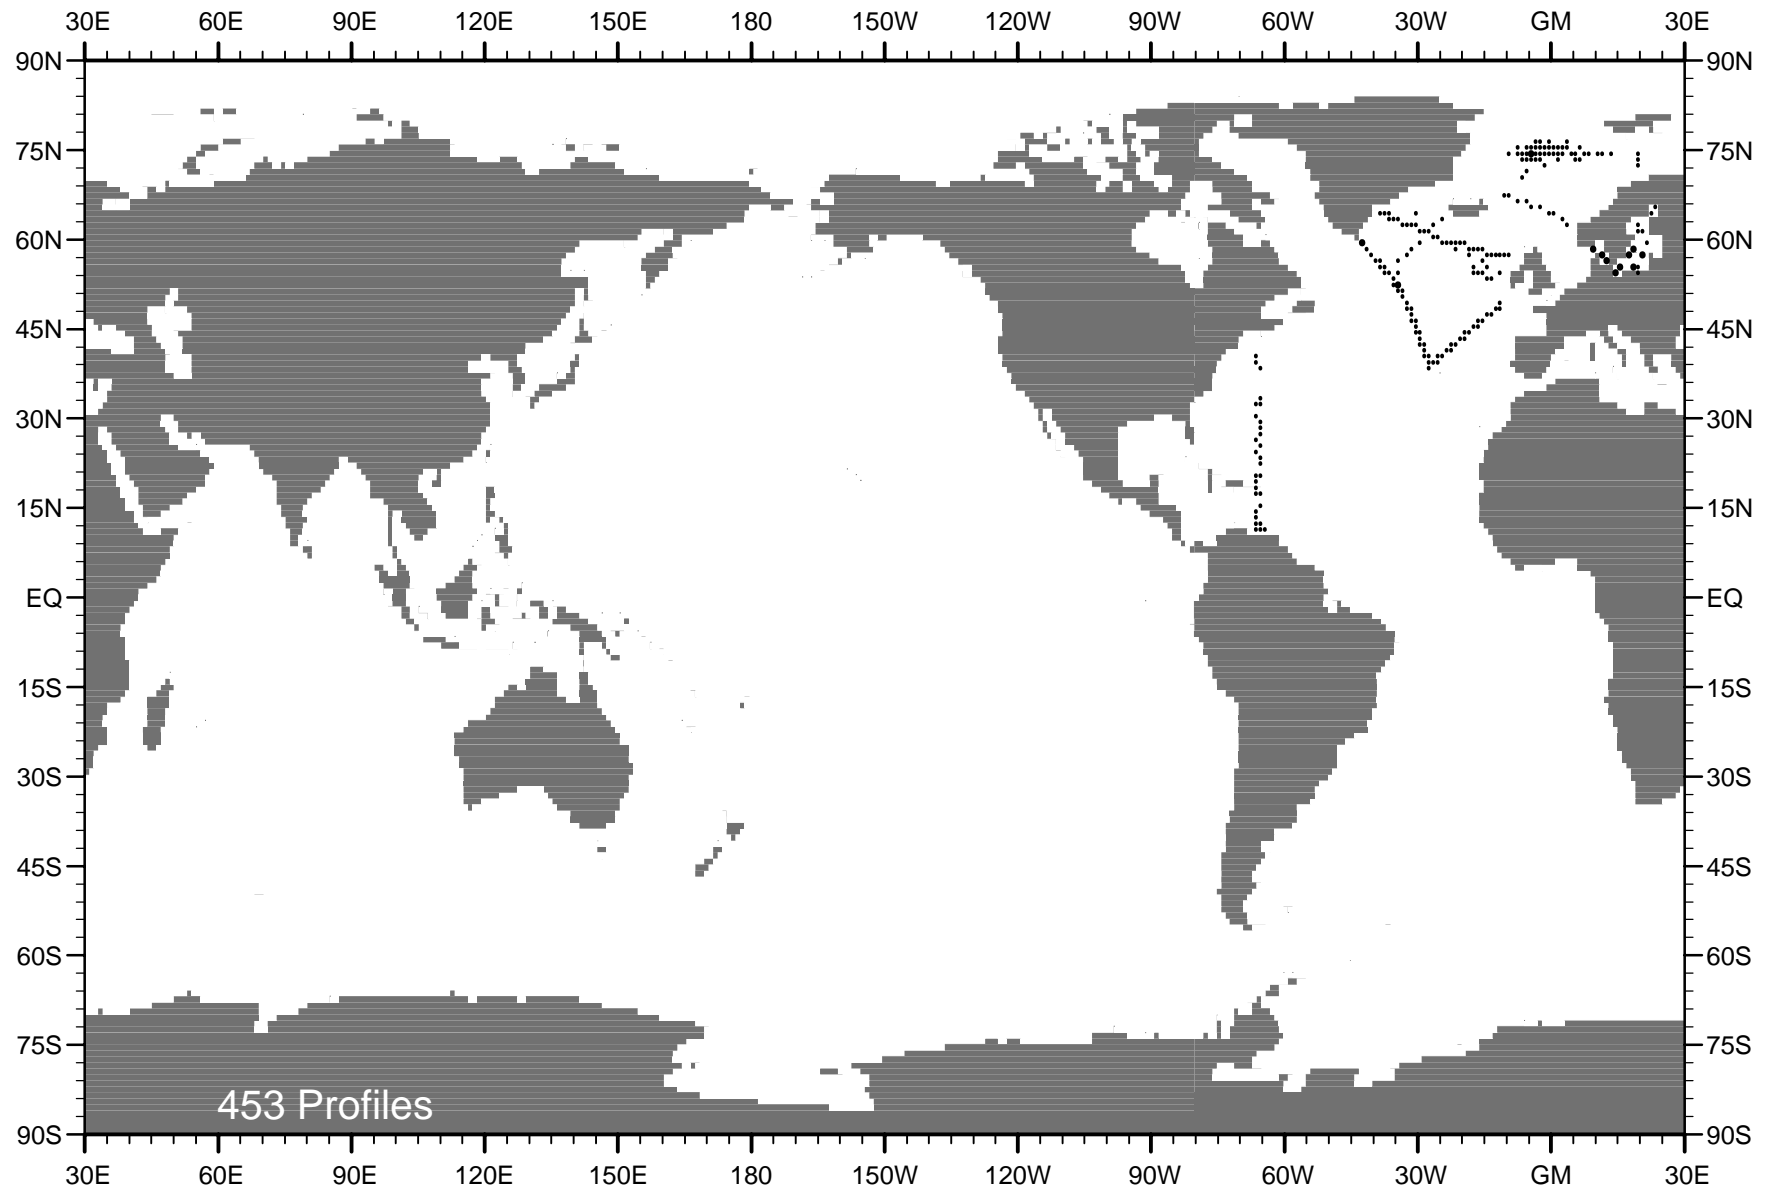 30E 60E 90E 120E 150E 180 150W 120W 90W 60W 30W GM 30E
90N 90N
75N 75N
60N 60N
45N 45N
30N 30N
15N 15N
EQ EQ
15S 15S
30S 30S
45S 45S
60S 60S
75S 75S
453 Profiles
90S 90S
30E 60E 90E 120E 150E 180 150W 120W 90W 60W 30W GM 30E